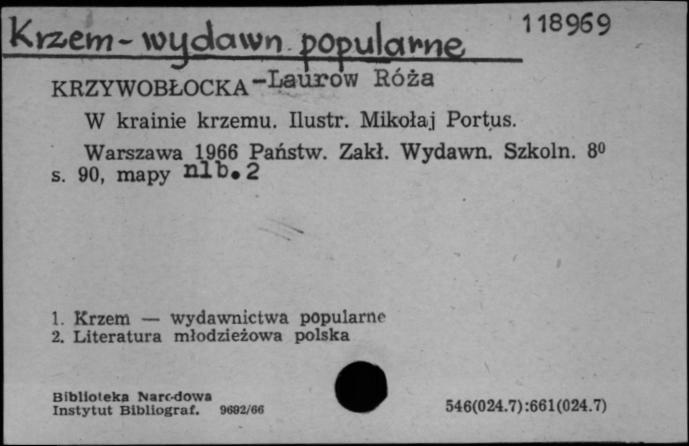 Krzem - wydawn. popularne 118969
KRZYWOBŁOCKA-Laurow Róża
W krainie krzemu. Ilustr. Mikołaj Portus.
Warszawa 1966 Państw. Zakł. Wydawn. Szkoln. 8⁰
s. 90, mapy nlb. 2
1. Krzem — wydawnictwa popularne
2. Literatura młodzieżowa polska
Biblioteka Narodowa
Instytut Bibliograf. 9692/66
546(024.7):661(024.7)